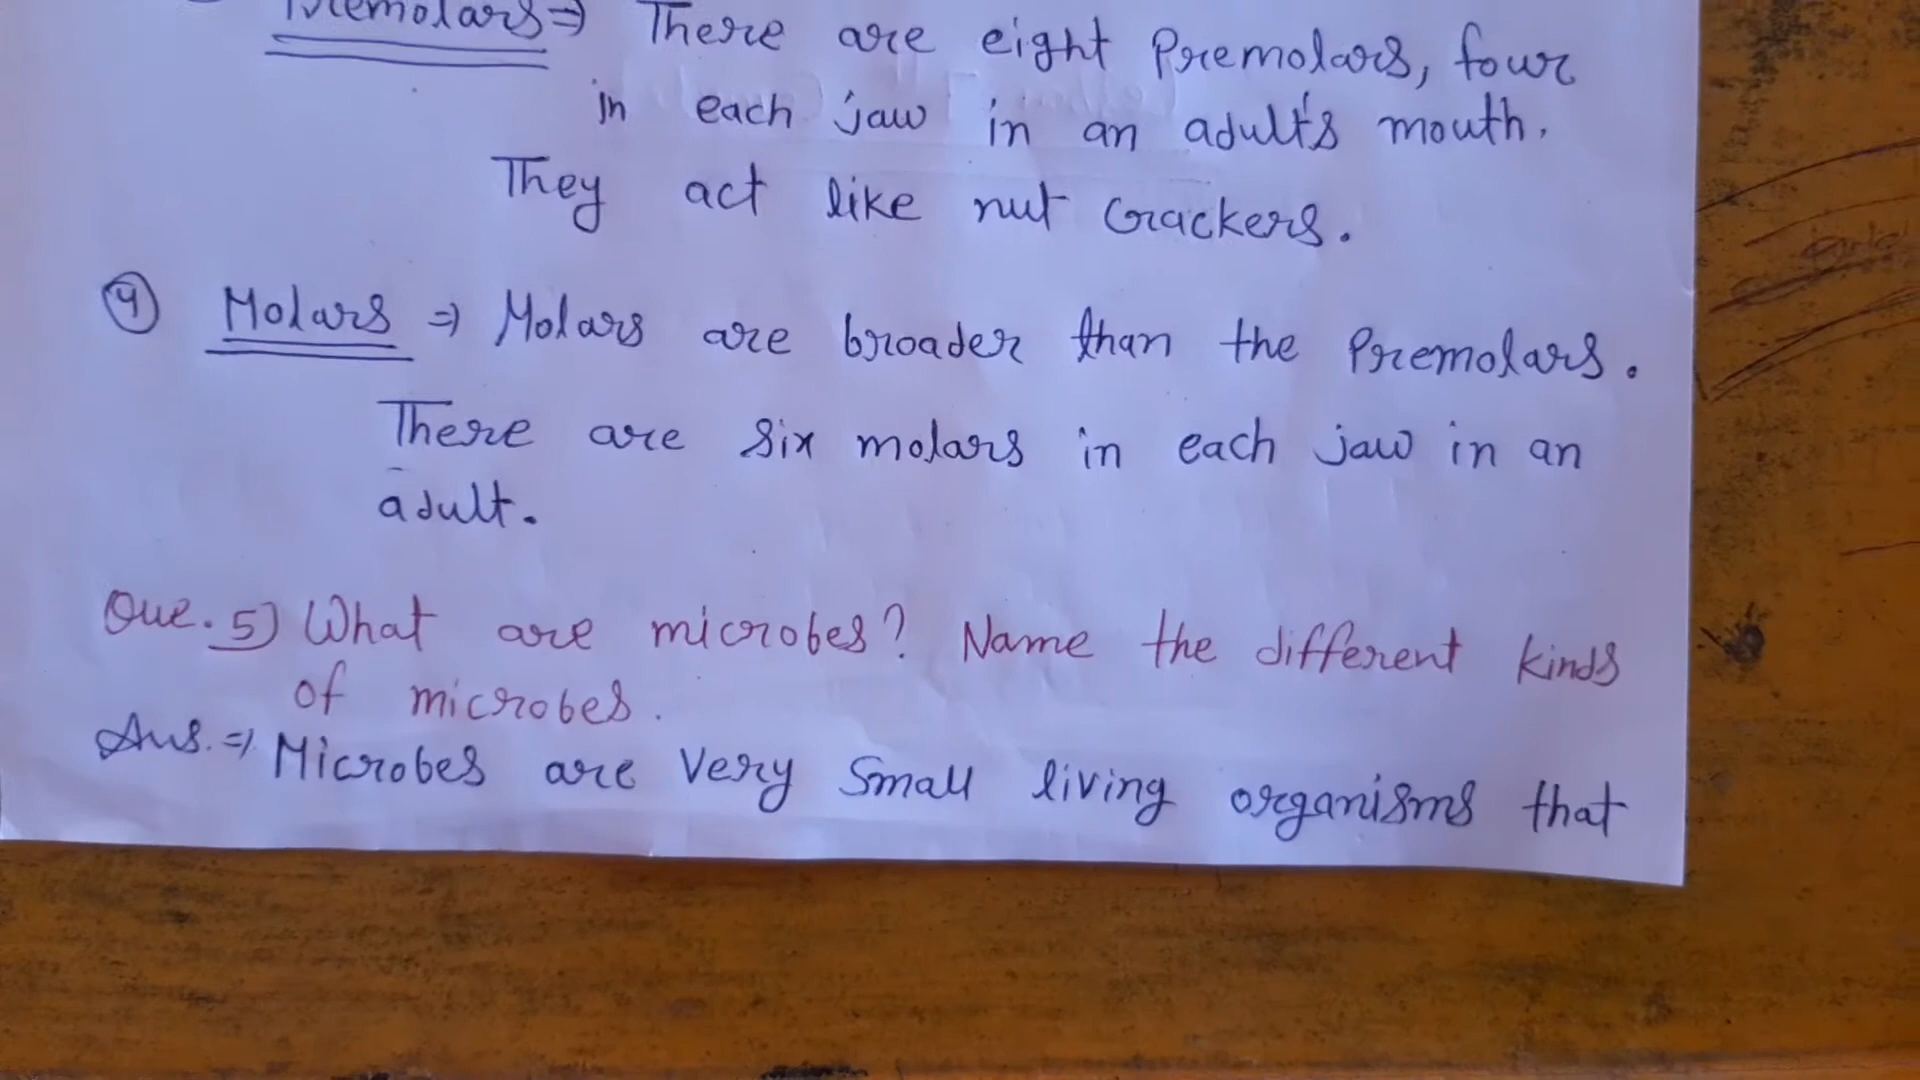 Premolars ⇒ There are eight Premolars, four
in each jaw in an adult's mouth.
They act like nut crackers.
④ Molars ⇒ Molars are broader than the Premolars.
There are six molars in each jaw in an
adult.
Que. 5) What are microbes? Name the different kinds
of microbes.
Ans. ⇒ Microbes are very small living organisms that